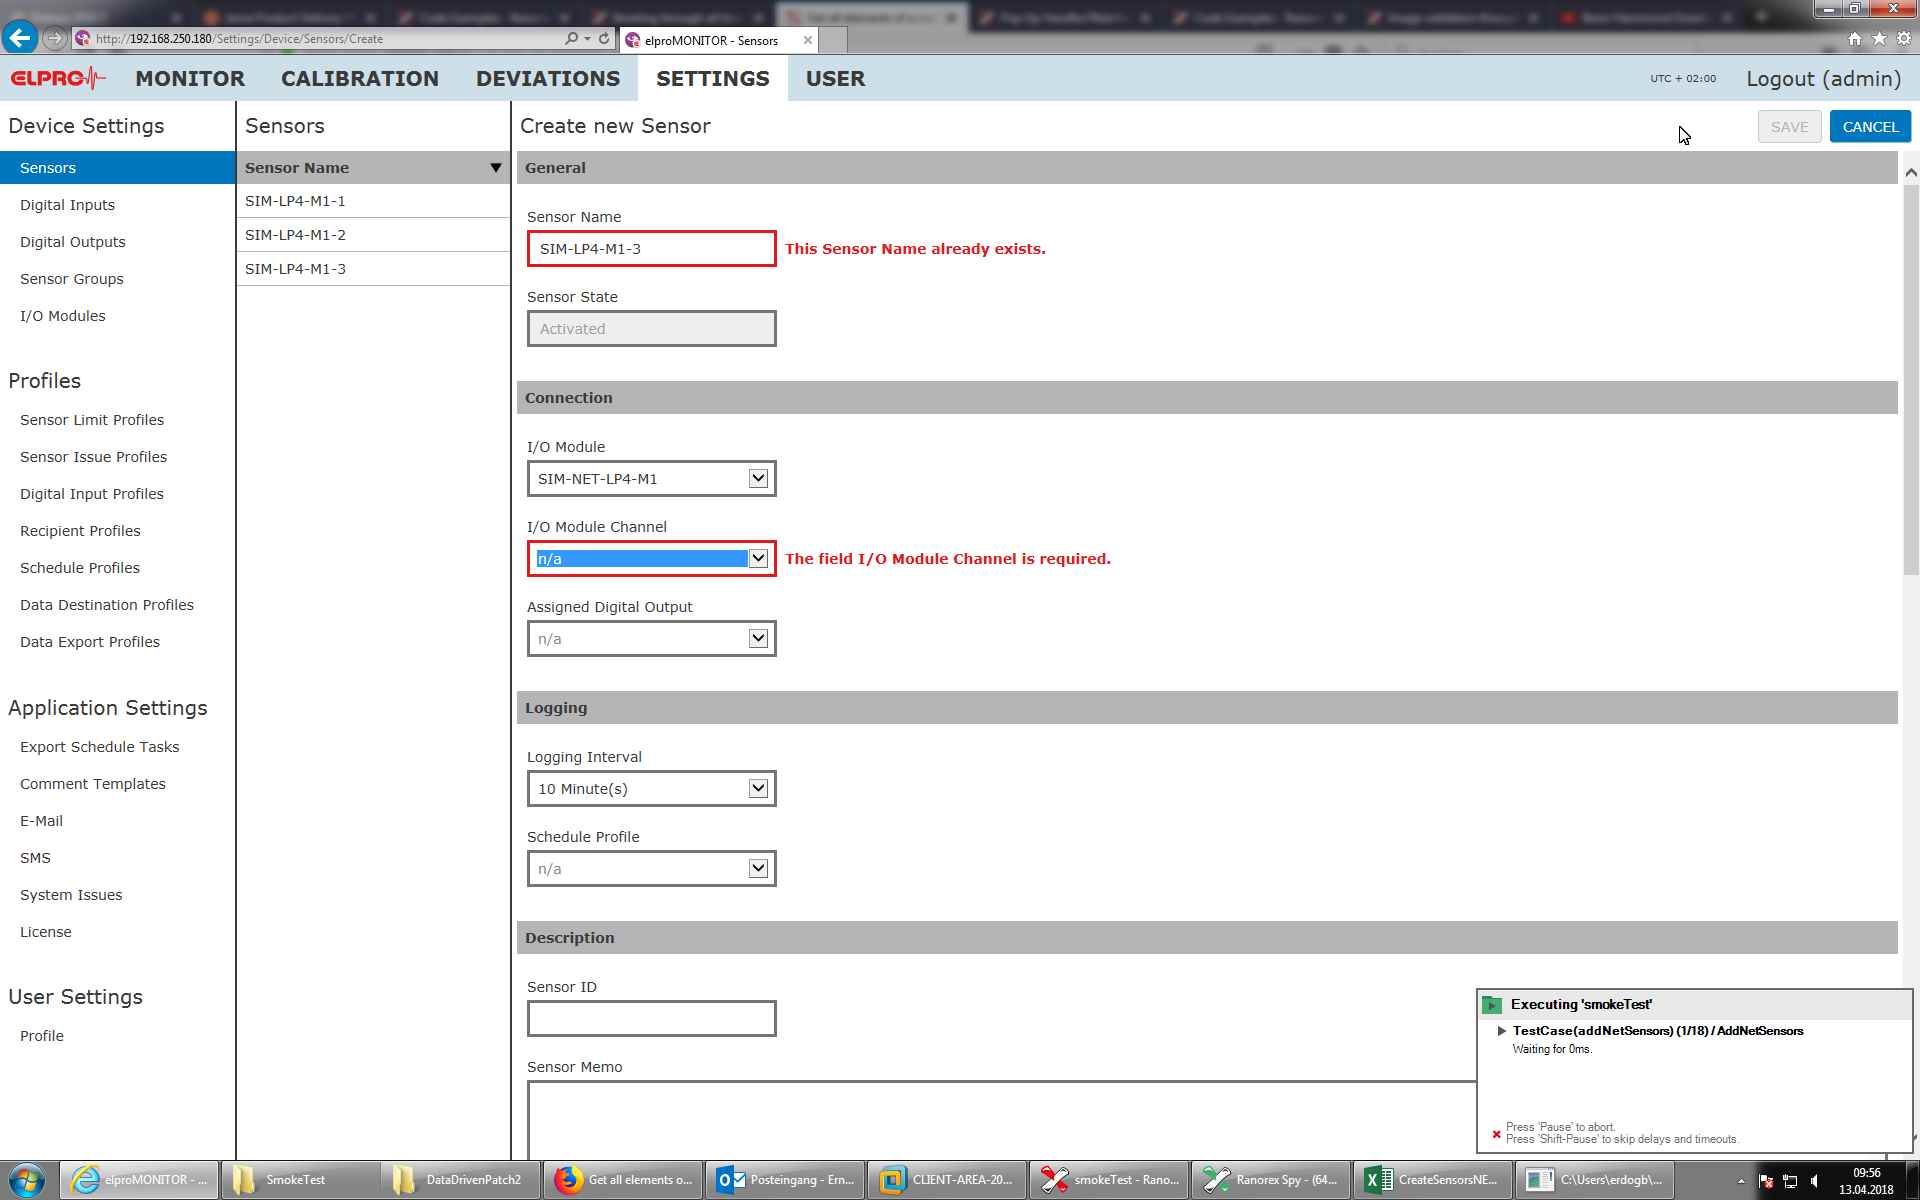 http://192.168.250.180/Settings/Device/Sensors/Create
elproMONITOR - Sensors
ELPRO
MONITOR
CALIBRATION
DEVIATIONS
SETTINGS
USER
UTC + 02:00
Logout (admin)
Device Settings
Sensors
Digital Inputs
Digital Outputs
Sensor Groups
I/O Modules
Profiles
Sensor Limit Profiles
Sensor Issue Profiles
Digital Input Profiles
Recipient Profiles
Schedule Profiles
Data Destination Profiles
Data Export Profiles
Application Settings
Export Schedule Tasks
Comment Templates
E-Mail
SMS
System Issues
License
User Settings
Profile
Sensors
Sensor Name
SIM-LP4-M1-1
SIM-LP4-M1-2
SIM-LP4-M1-3
Create new Sensor
SAVE
CANCEL
General
Sensor Name
SIM-LP4-M1-3
This Sensor Name already exists.
Sensor State
Activated
Connection
I/O Module
SIM-NET-LP4-M1
I/O Module Channel
n/a
The field I/O Module Channel is required.
Assigned Digital Output
n/a
Logging
Logging Interval
10 Minute(s)
Schedule Profile
n/a
Description
Sensor ID
Sensor Memo
Executing 'smokeTest'
TestCase(addNetSensors) (1/18) / AddNetSensors
Waiting for 0ms.
Press 'Pause' to abort.
Press 'Shift-Pause' to skip delays and timeouts.
elproMONITOR - ...
SmokeTest
DataDrivenPatch2
Get all elements o...
Posteingang - Ern...
CLIENT-AREA-20...
smokeTest - Rano...
Ranorex Spy - (64...
CreateSensorsNE...
C:\Users\erdogb\...
09:56
13.04.2018